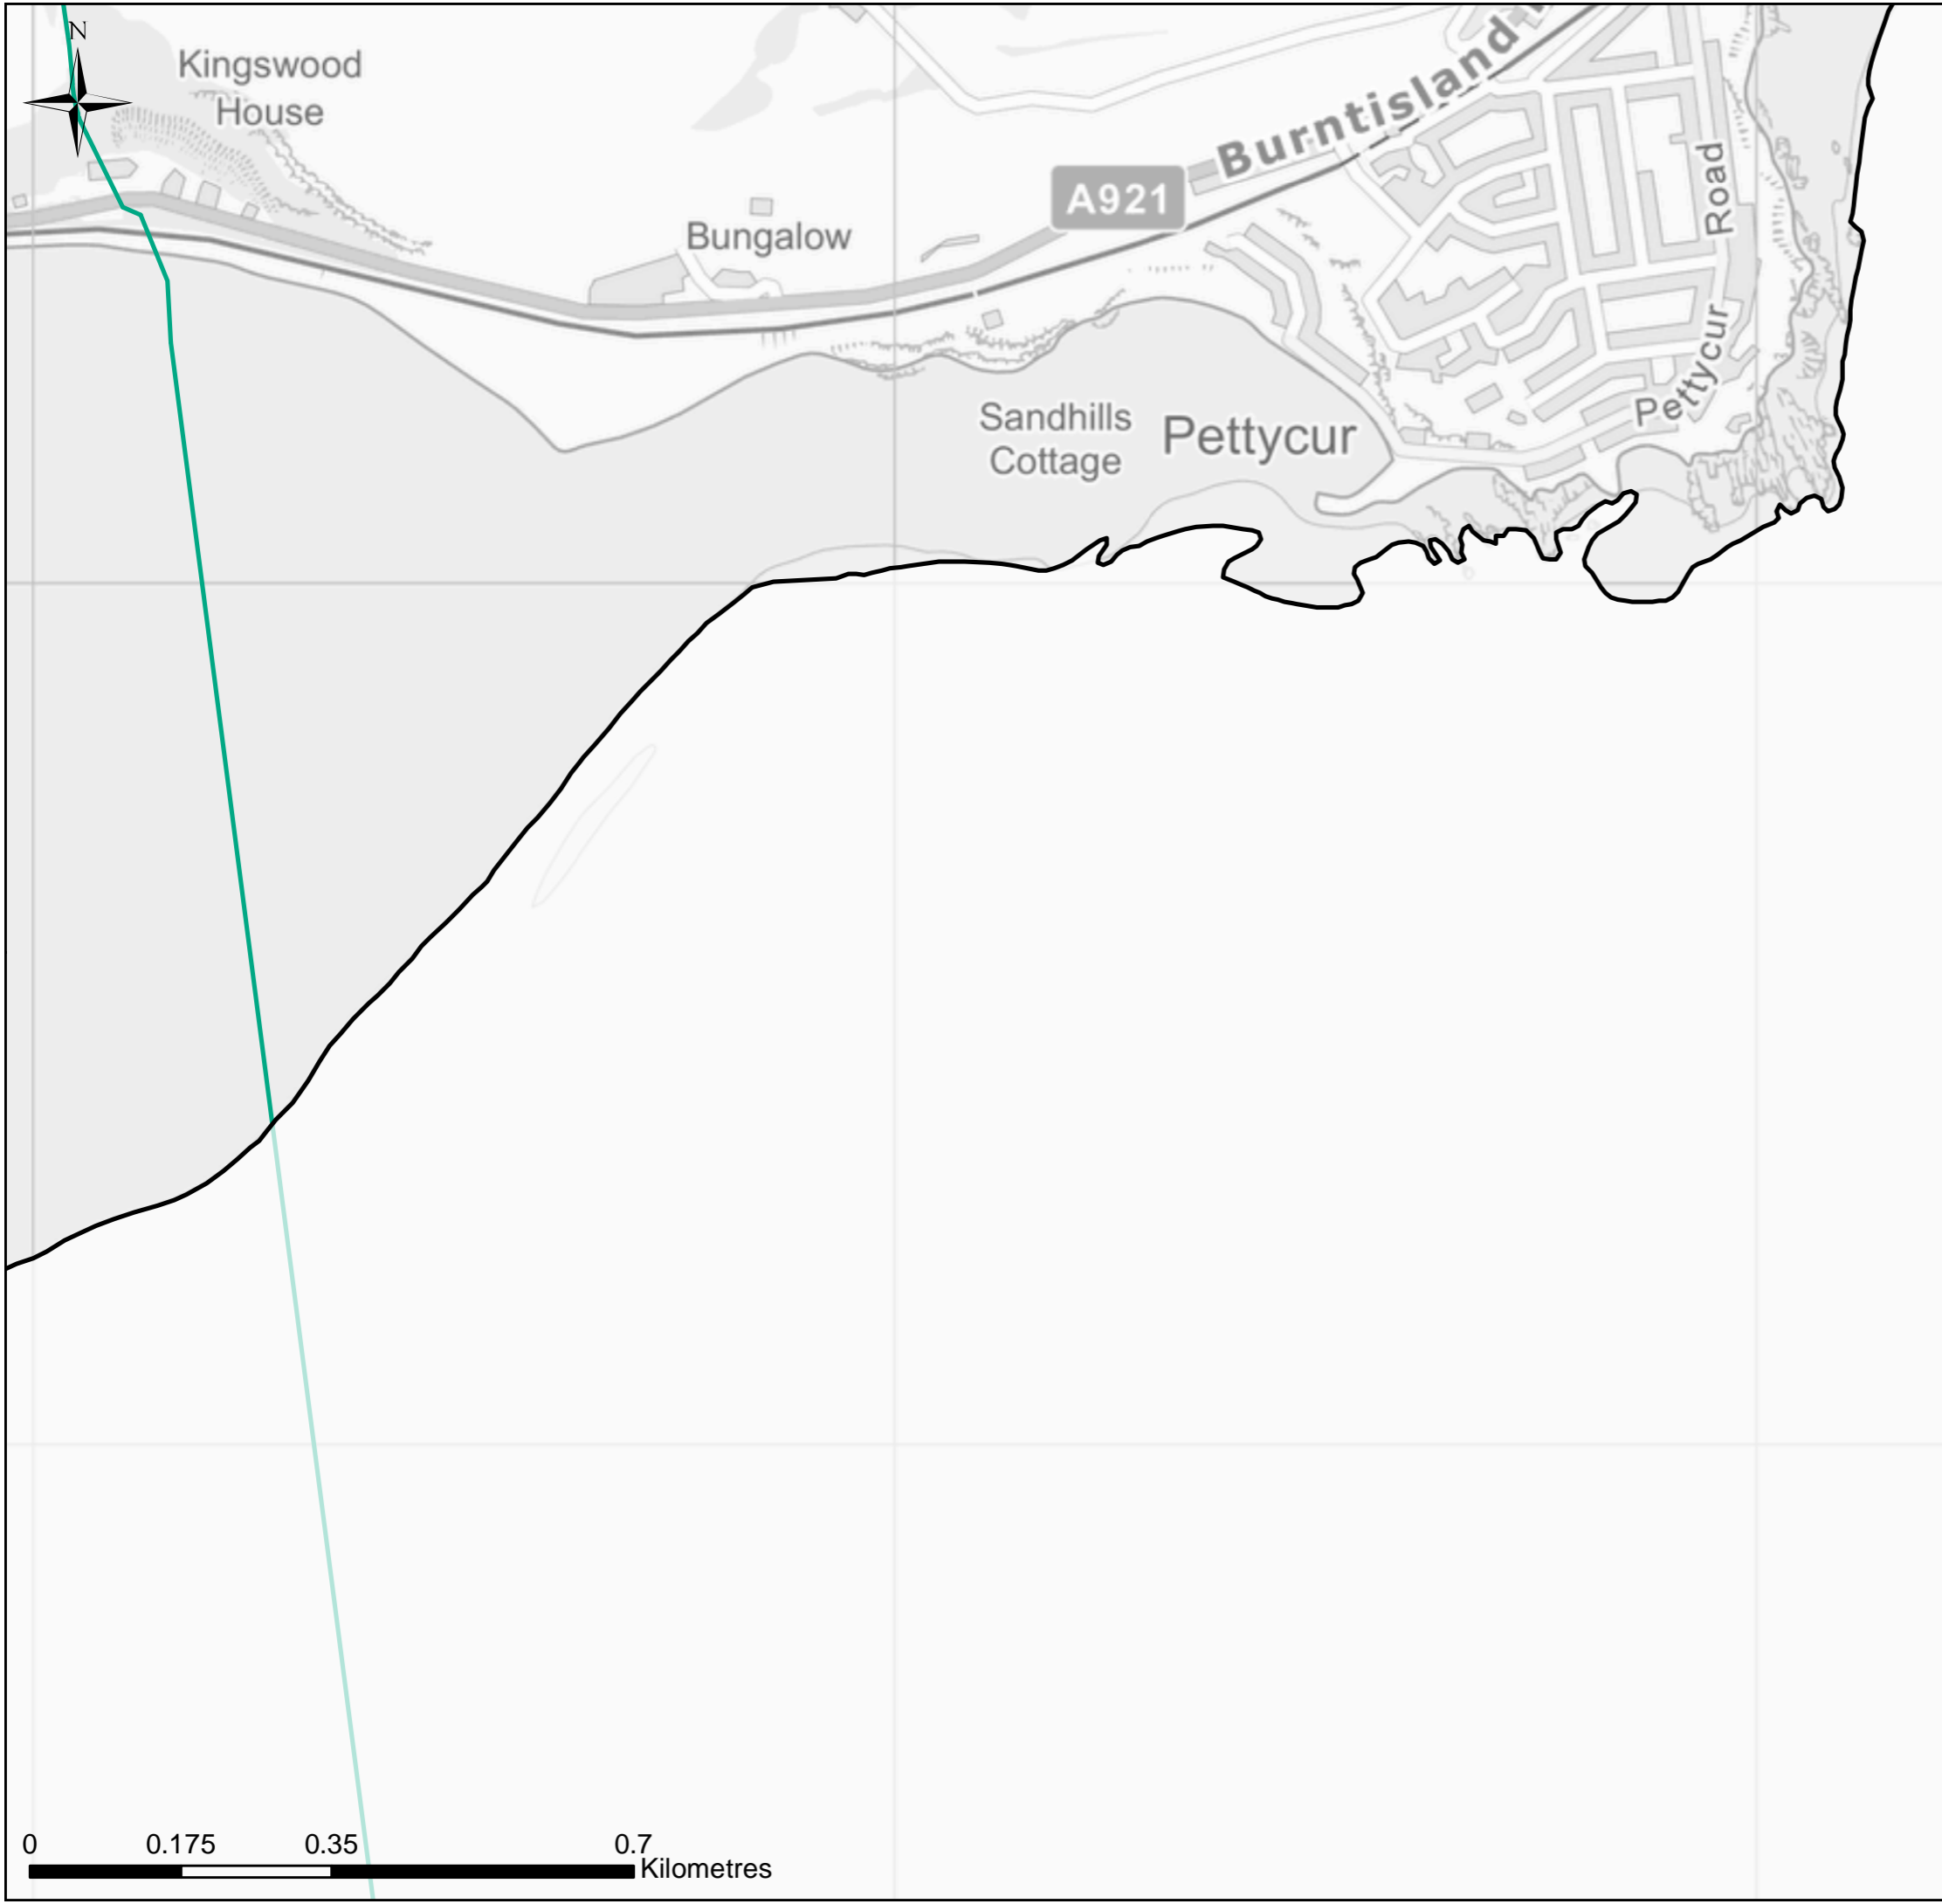 N
Kingswood
House
Burntisland
A921
Bungalow
Road
Pettycur
Sandhills
Cottage
Pettycur
0 0.175 0.35 0.7
Kilometres